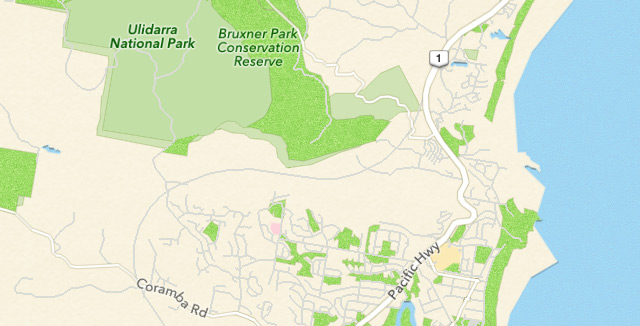 Ulidarra
National Park
Bruxner Park
Conservation
Reserve
1
Coramba Rd
Pacific Hwy